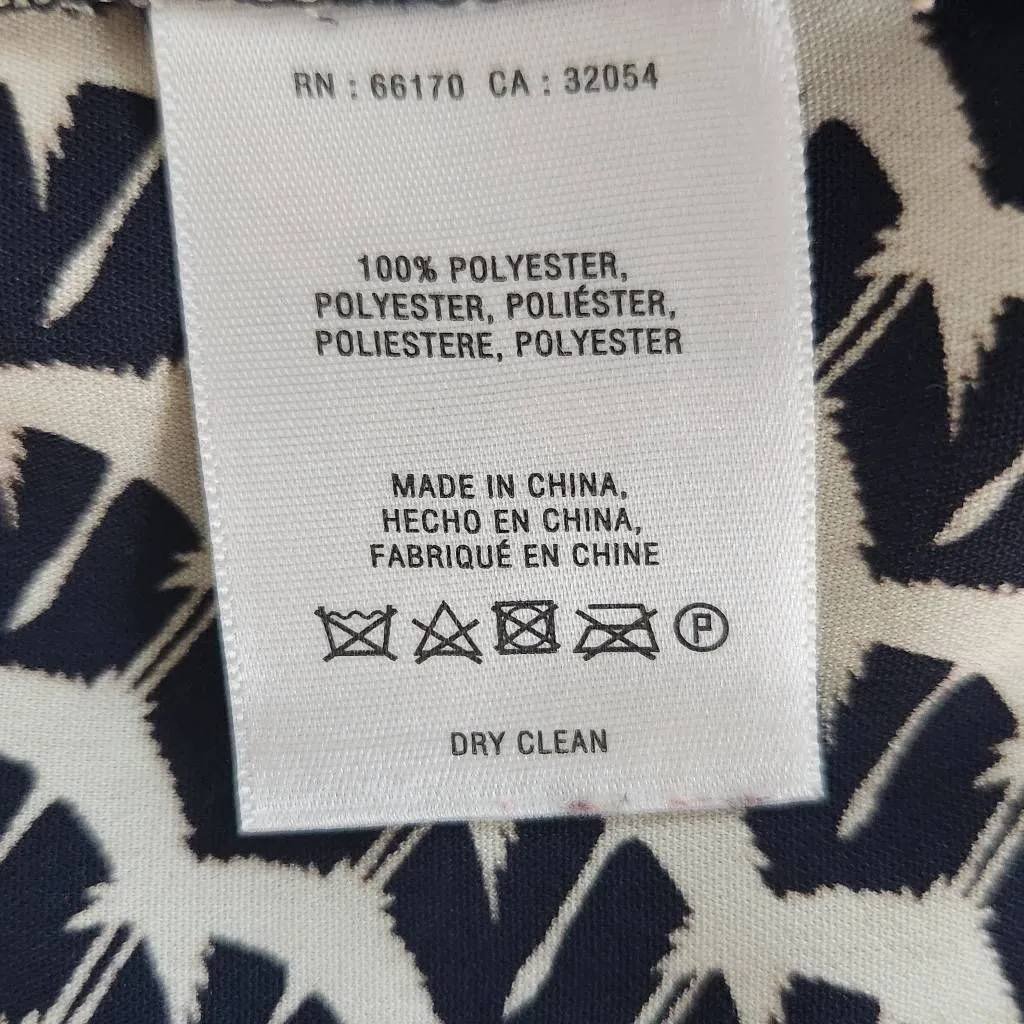 RN : 66170 CA : 32054
100% POLYESTER,
POLYESTER, POLIÉSTER,
POLIESTERE, POLYESTER
MADE IN CHINA,
HECHO EN CHINA,
FABRIQUÉ EN CHINE
P
DRY CLEAN